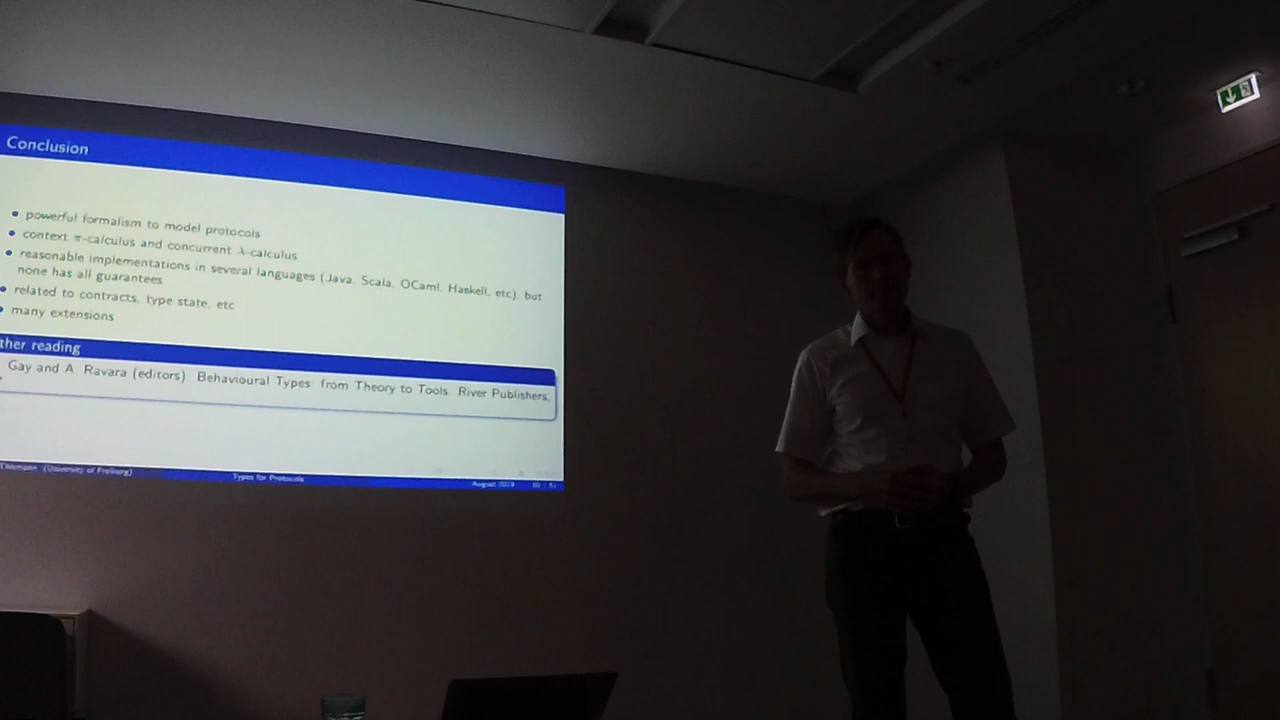 Conclusion
powerful formalism to model protocols
context π-calculus and concurrent λ-calculus
reasonable implementations in several languages (Java, Scala, OCaml, Haskell, etc), but
none has all guarantees
related to contracts, type state, etc
many extensions
ther reading
Gay and A. Ravara (editors) Behavioural Types from Theory to Tools. River Publishers,
(University of Freiburg)
Types for Protocols
August